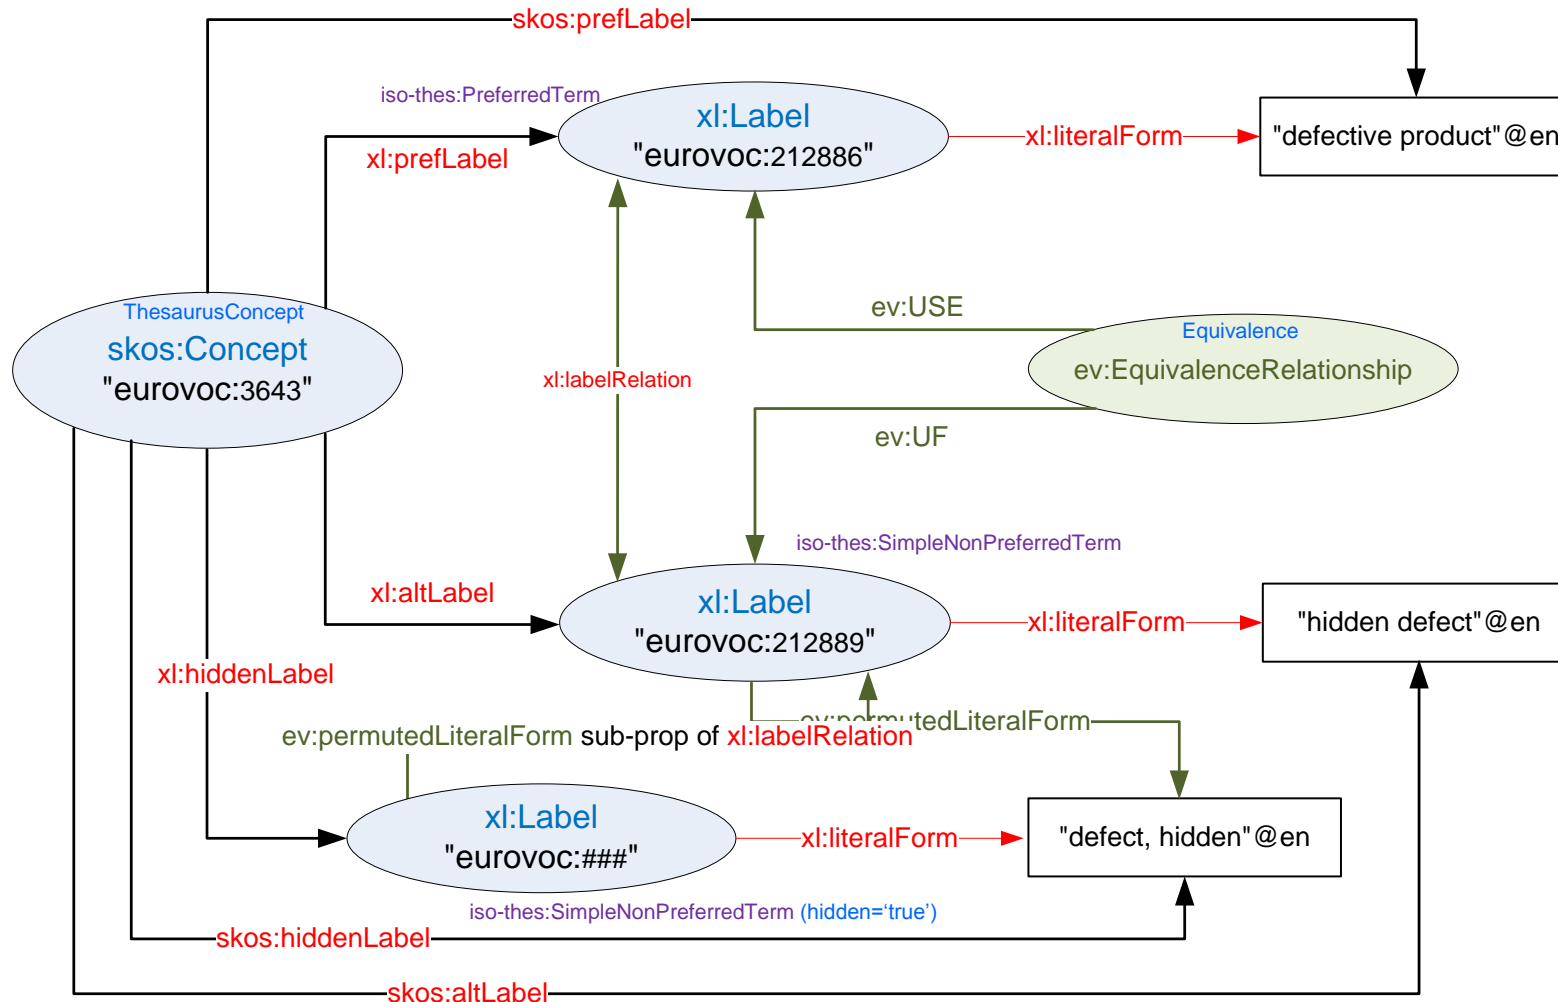 skos:prefLabel
iso-thes:PreferredTerm
xl:Label
"eurovoc:212886"
xl:prefLabel
xl:literalForm
"defective product"@en
ThesaurusConcept
skos:Concept
"eurovoc:3643"
ev:USE
Equivalence
ev:EquivalenceRelationship
xl:labelRelation
ev:UF
iso-thes:SimpleNonPreferredTerm
xl:altLabel
xl:Label
"eurovoc:212889"
xl:literalForm
"hidden defect"@en
xl:hiddenLabel
ev:permutedLiteralForm
ev:permutedLiteralForm sub-prop of xl:labelRelation
xl:Label
"eurovoc:###"
xl:literalForm
"defect, hidden"@en
iso-thes:SimpleNonPreferredTerm (hidden=‘true’)
skos:hiddenLabel
skos:altLabel